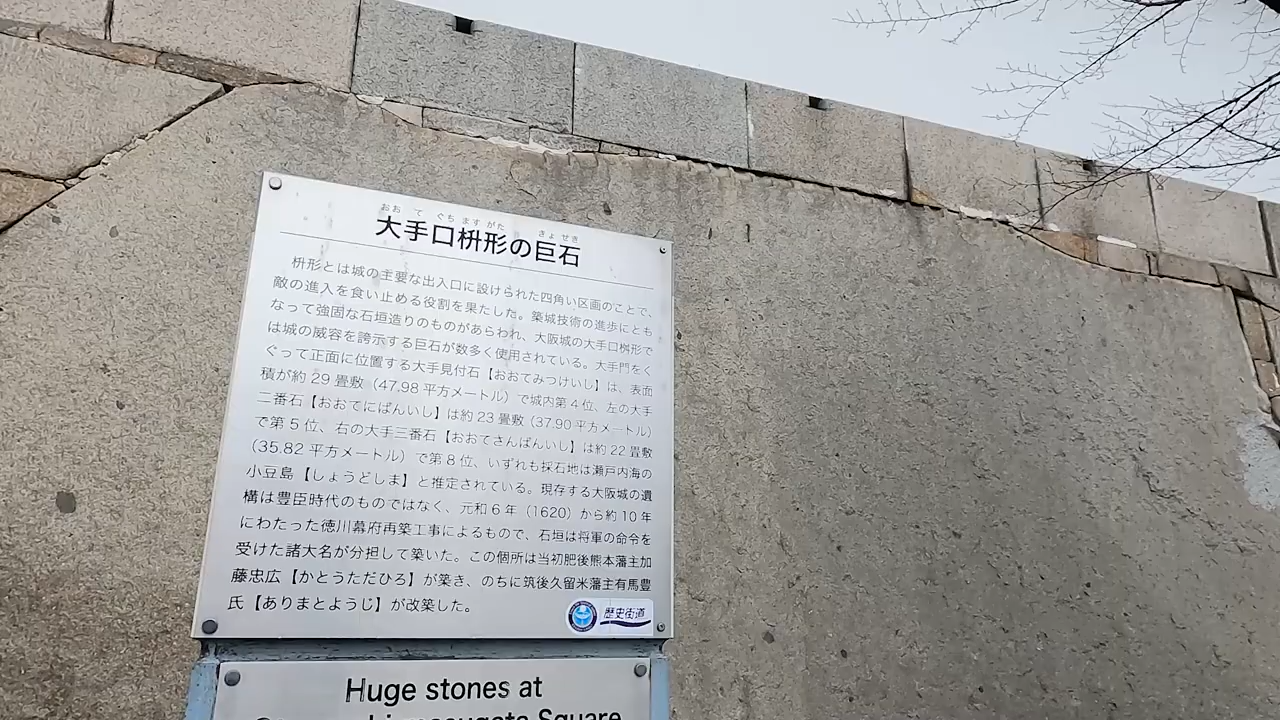 おおてぐちますがた きょせき
大手口枡形の巨石
枡形とは城の主要な出入口に設けられた四角い区画のことで、
敵の進入を食い止める役割を果たした。築城技術の進歩にとも
なって強固な石垣造りのものがあらわれ、大阪城の大手口桝形で
は城の威容を誇示する巨石が数多く使用されている。大手門をく
ぐって正面に位置する大手見付石【おおてみつけいし】は、表面
積が約29畳敷（47.98平方メートル）で城内第4位、左の大手
二番石【おおてにばんいし】は約23畳敷（37.90平方メートル）
で第5位、右の大手三番石【おおてさんばんいし】は約22畳敷
（35.82平方メートル）で第8位、いずれも採石地は瀬戸内海の
小豆島【しょうどしま】と推定されている。現存する大阪城の遺
構は豊臣時代のものではなく、元和6年（1620）から約10年
にわたった徳川幕府再築工事によるもので、石垣は将軍の命令を
受けた諸大名が分担して築いた。この個所は当初肥後熊本藩主加
藤忠広【かとうただひろ】が築き、のちに筑後久留米藩主有馬豊
氏【ありまとようじ】が改築した。
歴史街道
Huge stones at
Square